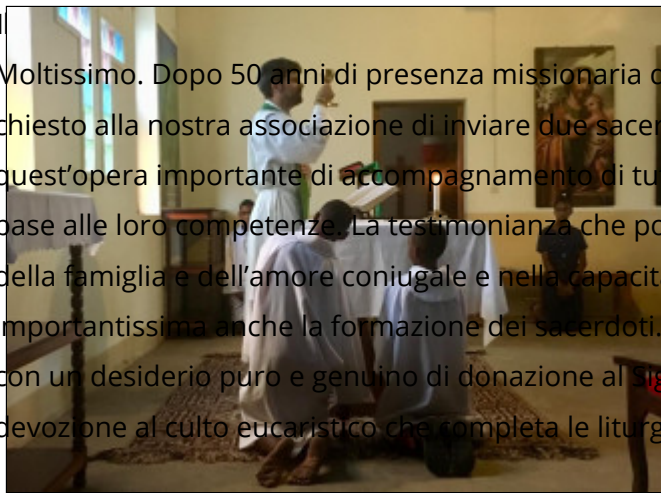 Moltissimo. Dopo 50 anni di presenza missionaria
chiesto alla nostra associazione di inviare due sacer
quest’opera importante di accompagnamento di tu
base alle loro competenze. La testimonianza che po
della famiglia e dell’amore coniugale e nella capacit
importantissima anche la formazione dei sacerdoti.
con un desiderio puro e genuino di donazione al Sig
devozione al culto eucaristico che completa le liturg